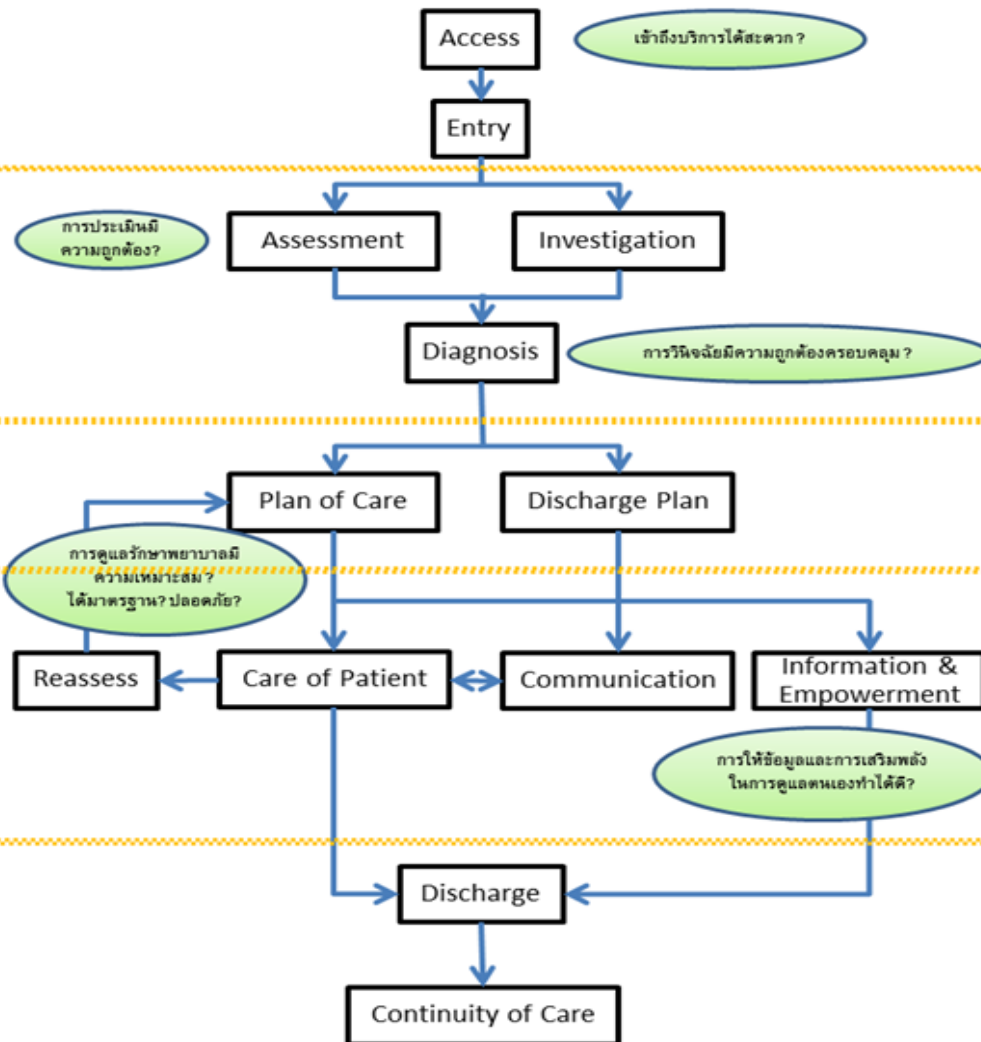 Access
เข้าถึงบริการได้สะดวก ?
Entry
การประเมินมี
ความถูกต้อง?
Assessment
Investigation
Diagnosis
การวินิจฉัยมีความถูกต้องครอบคลุม ?
Plan of Care
Discharge Plan
การดูแลรักษาพยาบาลมี
ความเหมาะสม ?
ได้มาตรฐาน? ปลอดภัย?
Reassess
Care of Patient
Communication
Information &
Empowerment
การให้ข้อมูลและการเสริมพลัง
ในการดูแลตนเองทำได้ดี?
Discharge
Continuity of Care